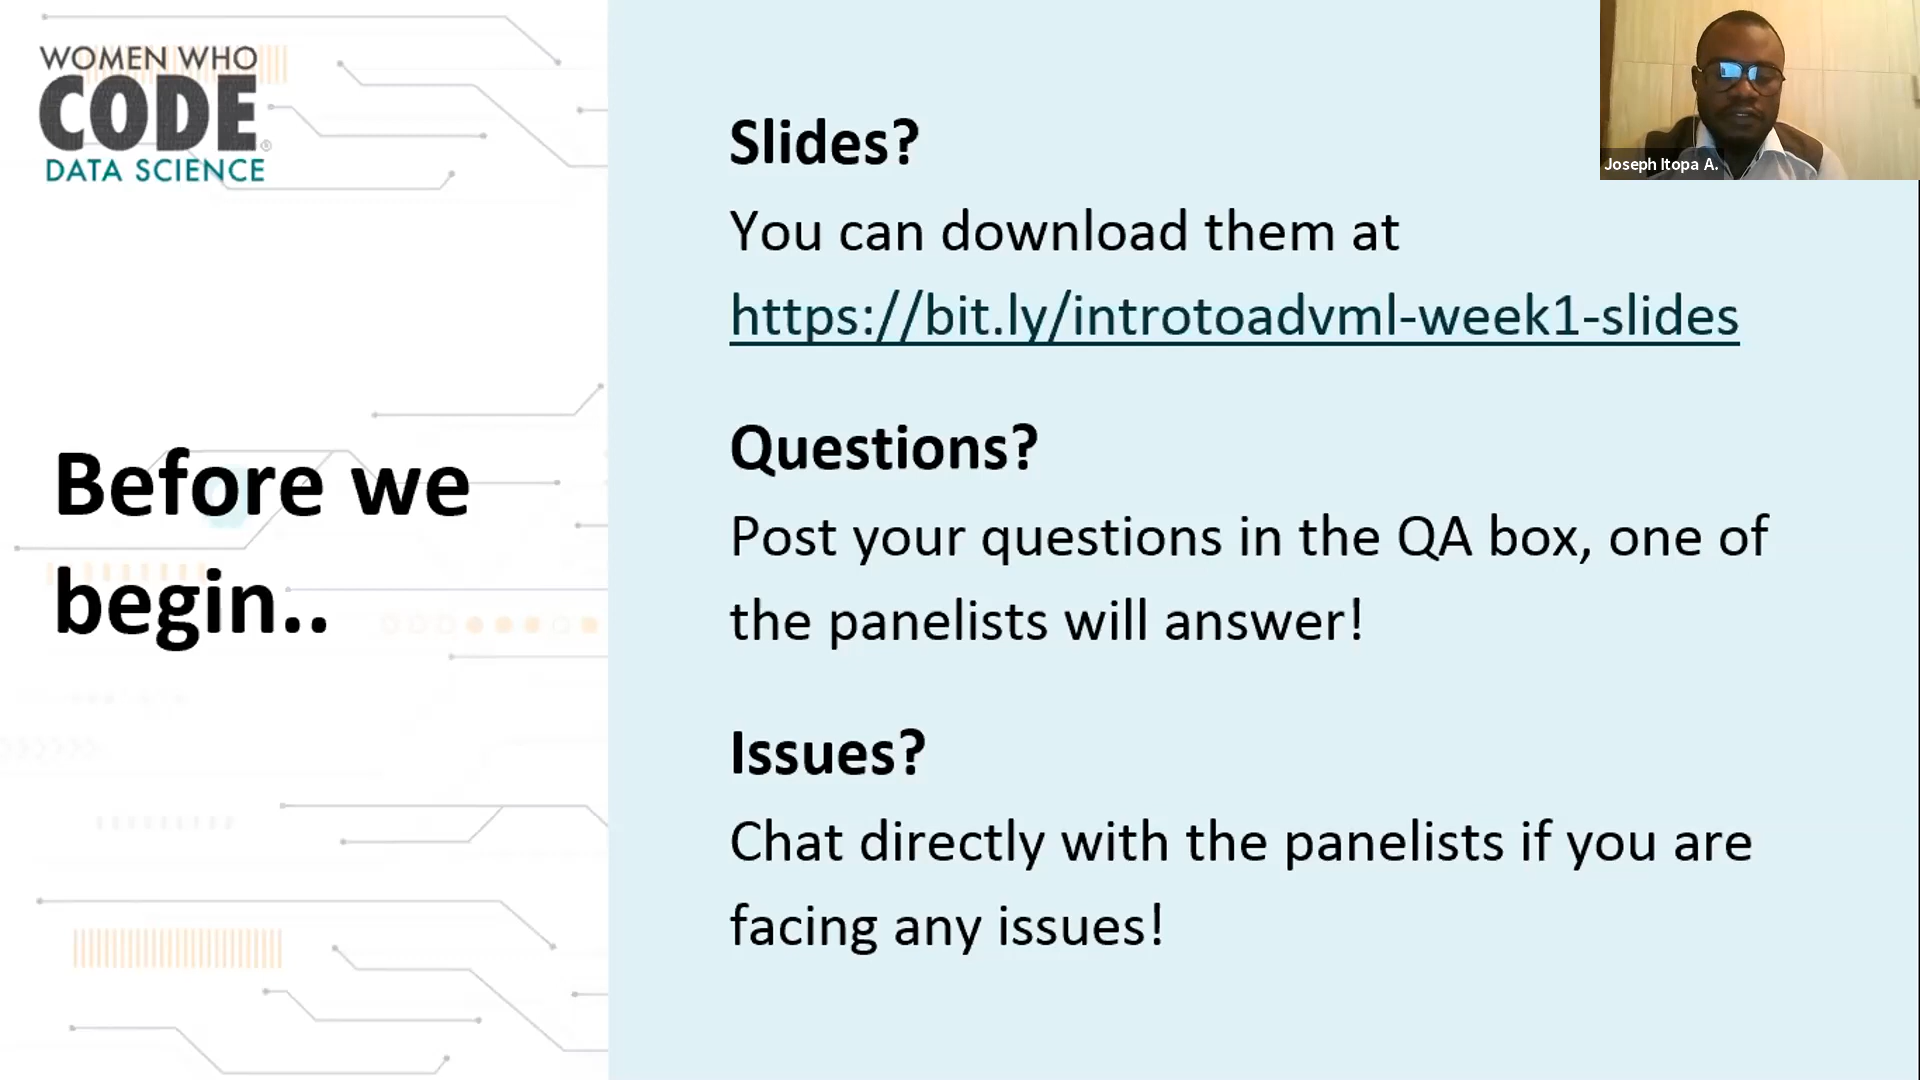 WOMEN WHO
CODE®
DATA SCIENCE
Before we
begin..
Slides?
You can download them at
https://bit.ly/introtoadvml-week1-slides
Questions?
Post your questions in the QA box, one of
the panelists will answer!
Issues?
Chat directly with the panelists if you are
facing any issues!
Joseph Itopa A.